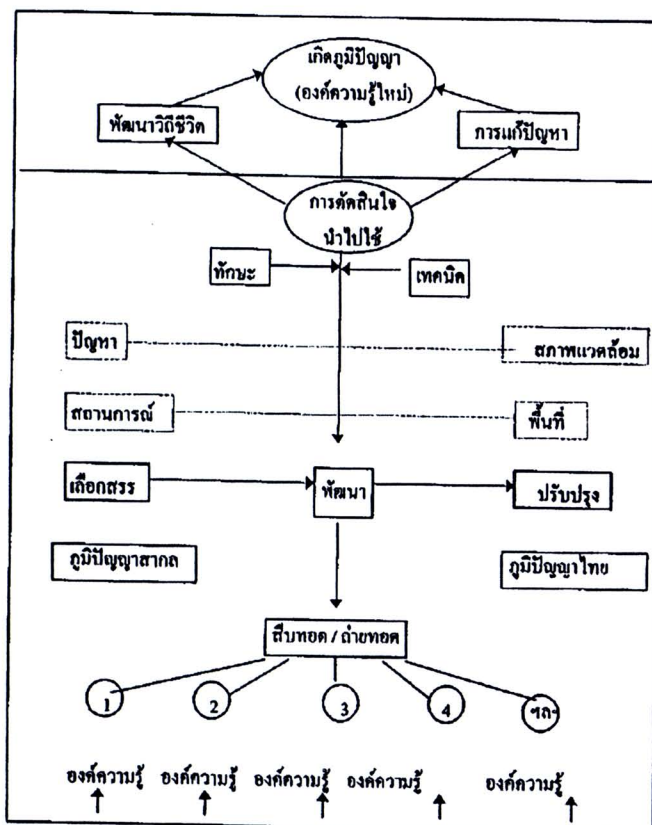 เกิดภูมิปัญญา
(องค์ความรู้ใหม่)
พัฒนาวิถีชีวิต
การแก้ปัญหา
การตัดสินใจ
นำไปใช้
ทักษะ
เทคนิค
ปัญหา
สภาพแวดล้อม
สถานการณ์
พื้นที่
เลือกสรร
พัฒนา
ปรับปรุง
ภูมิปัญญาสากล
ภูมิปัญญาไทย
สืบทอด / ถ่ายทอด
1 2 3 4 ฯลฯ
องค์ความรู้ องค์ความรู้ องค์ความรู้ องค์ความรู้ องค์ความรู้